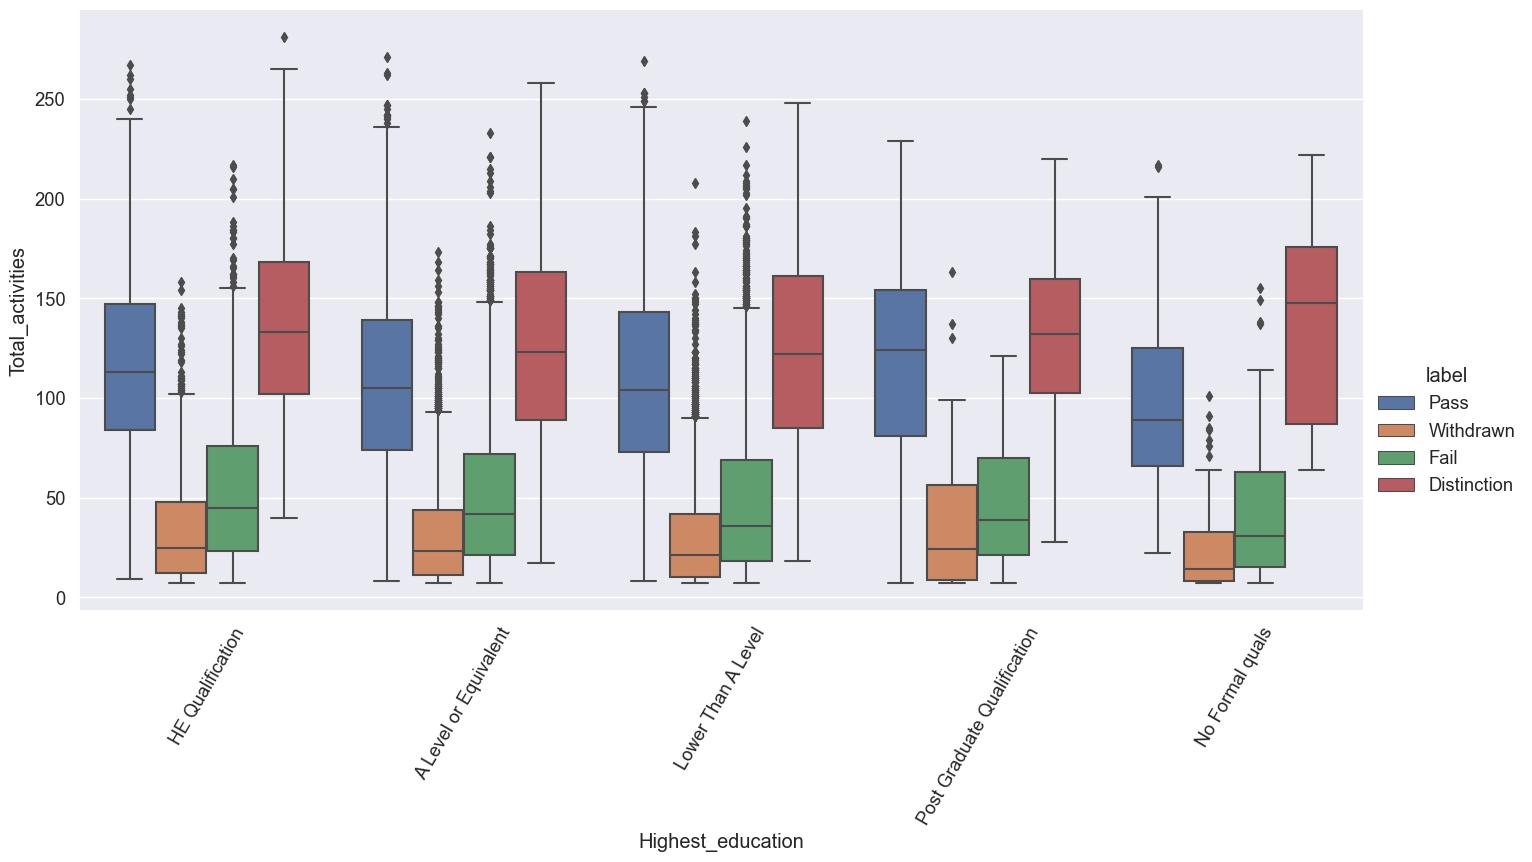 Total_activities
250
200
150
100
50
0
HE Qualification
A Level or Equivalent
Lower Than A Level
Post Graduate Qualification
No Formal quals
Highest_education
label
Pass
Withdrawn
Fail
Distinction